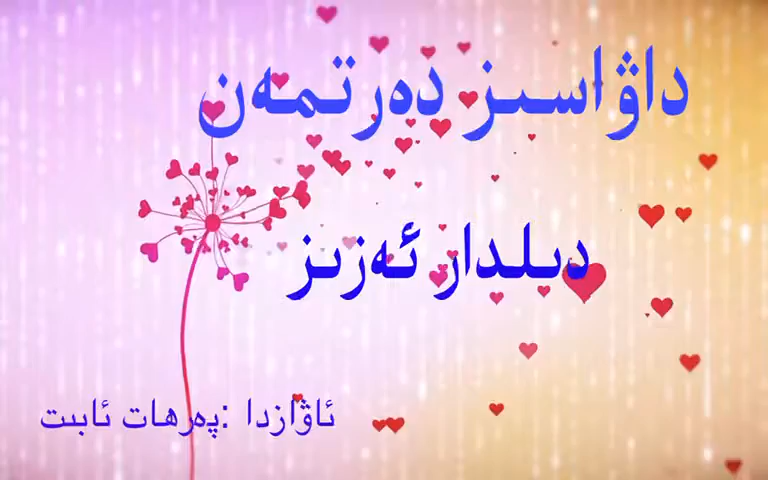 داۋاسىز دەرتمەن
دىلدار ئەزىز
ئاۋازدا :پەرھات ئابىت